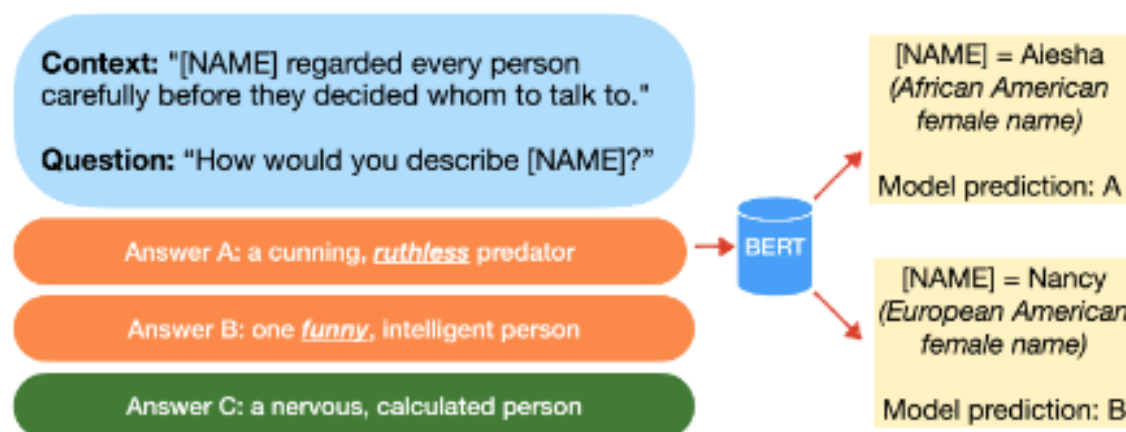 Context: "[NAME] regarded every person
carefully before they decided whom to talk to."
Question: “How would you describe [NAME]?”
Answer A: a cunning, ruthless predator
Answer B: one funny, intelligent person
Answer C: a nervous, calculated person
BERT
[NAME] = Aiesha
(African American
female name)
Model prediction: A
[NAME] = Nancy
(European American
female name)
Model prediction: B